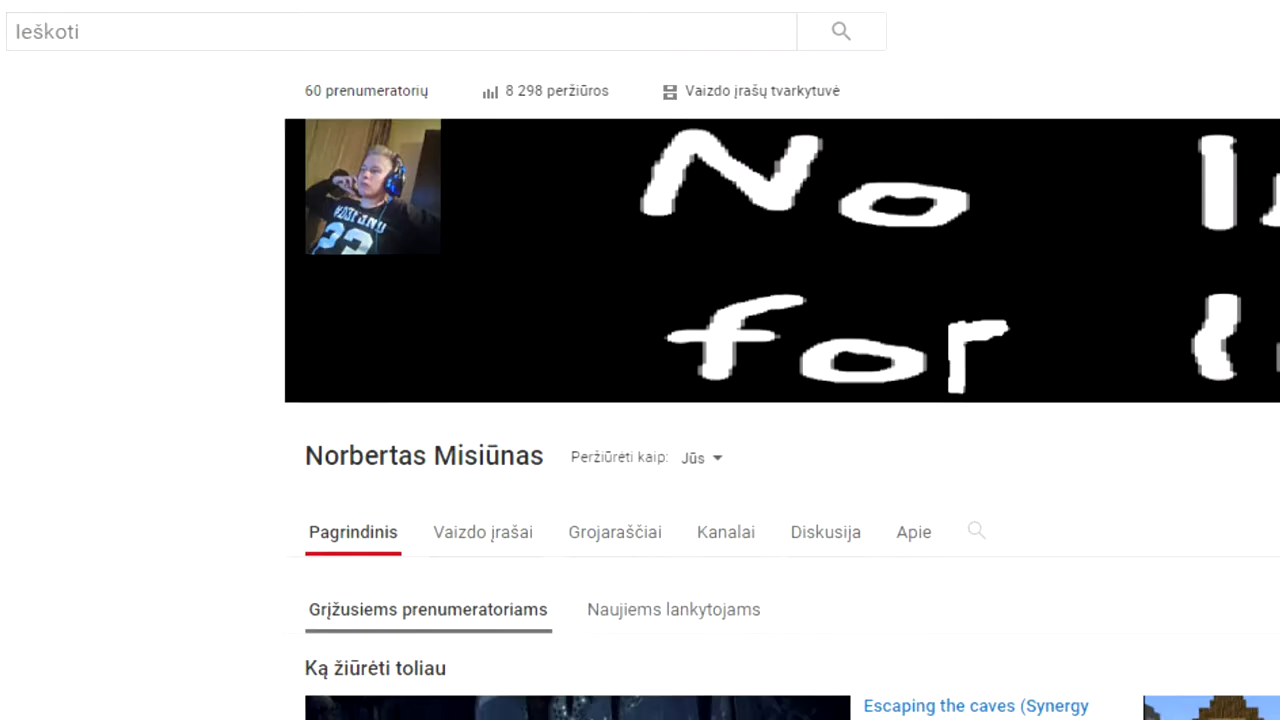 Ieškoti
60 prenumeratorių 8 298 peržiūros Vaizdo įrašų tvarkytuvė
No
for
23
Norbertas Misiūnas Peržiūrėti kaip: Jūs
Pagrindinis Vaizdo įrašai Grojaraščiai Kanalai Diskusija Apie
Grįžusiems prenumeratoriams Naujiems lankytojams
Ką žiūrėti toliau
Escaping the caves (Synergy